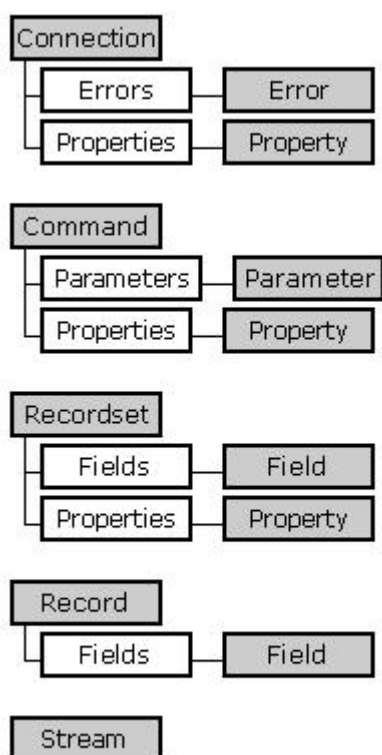 Connection
Errors Error
Properties Property
Command
Parameters Parameter
Properties Property
Recordset
Fields Field
Properties Property
Record
Fields Field
Stream